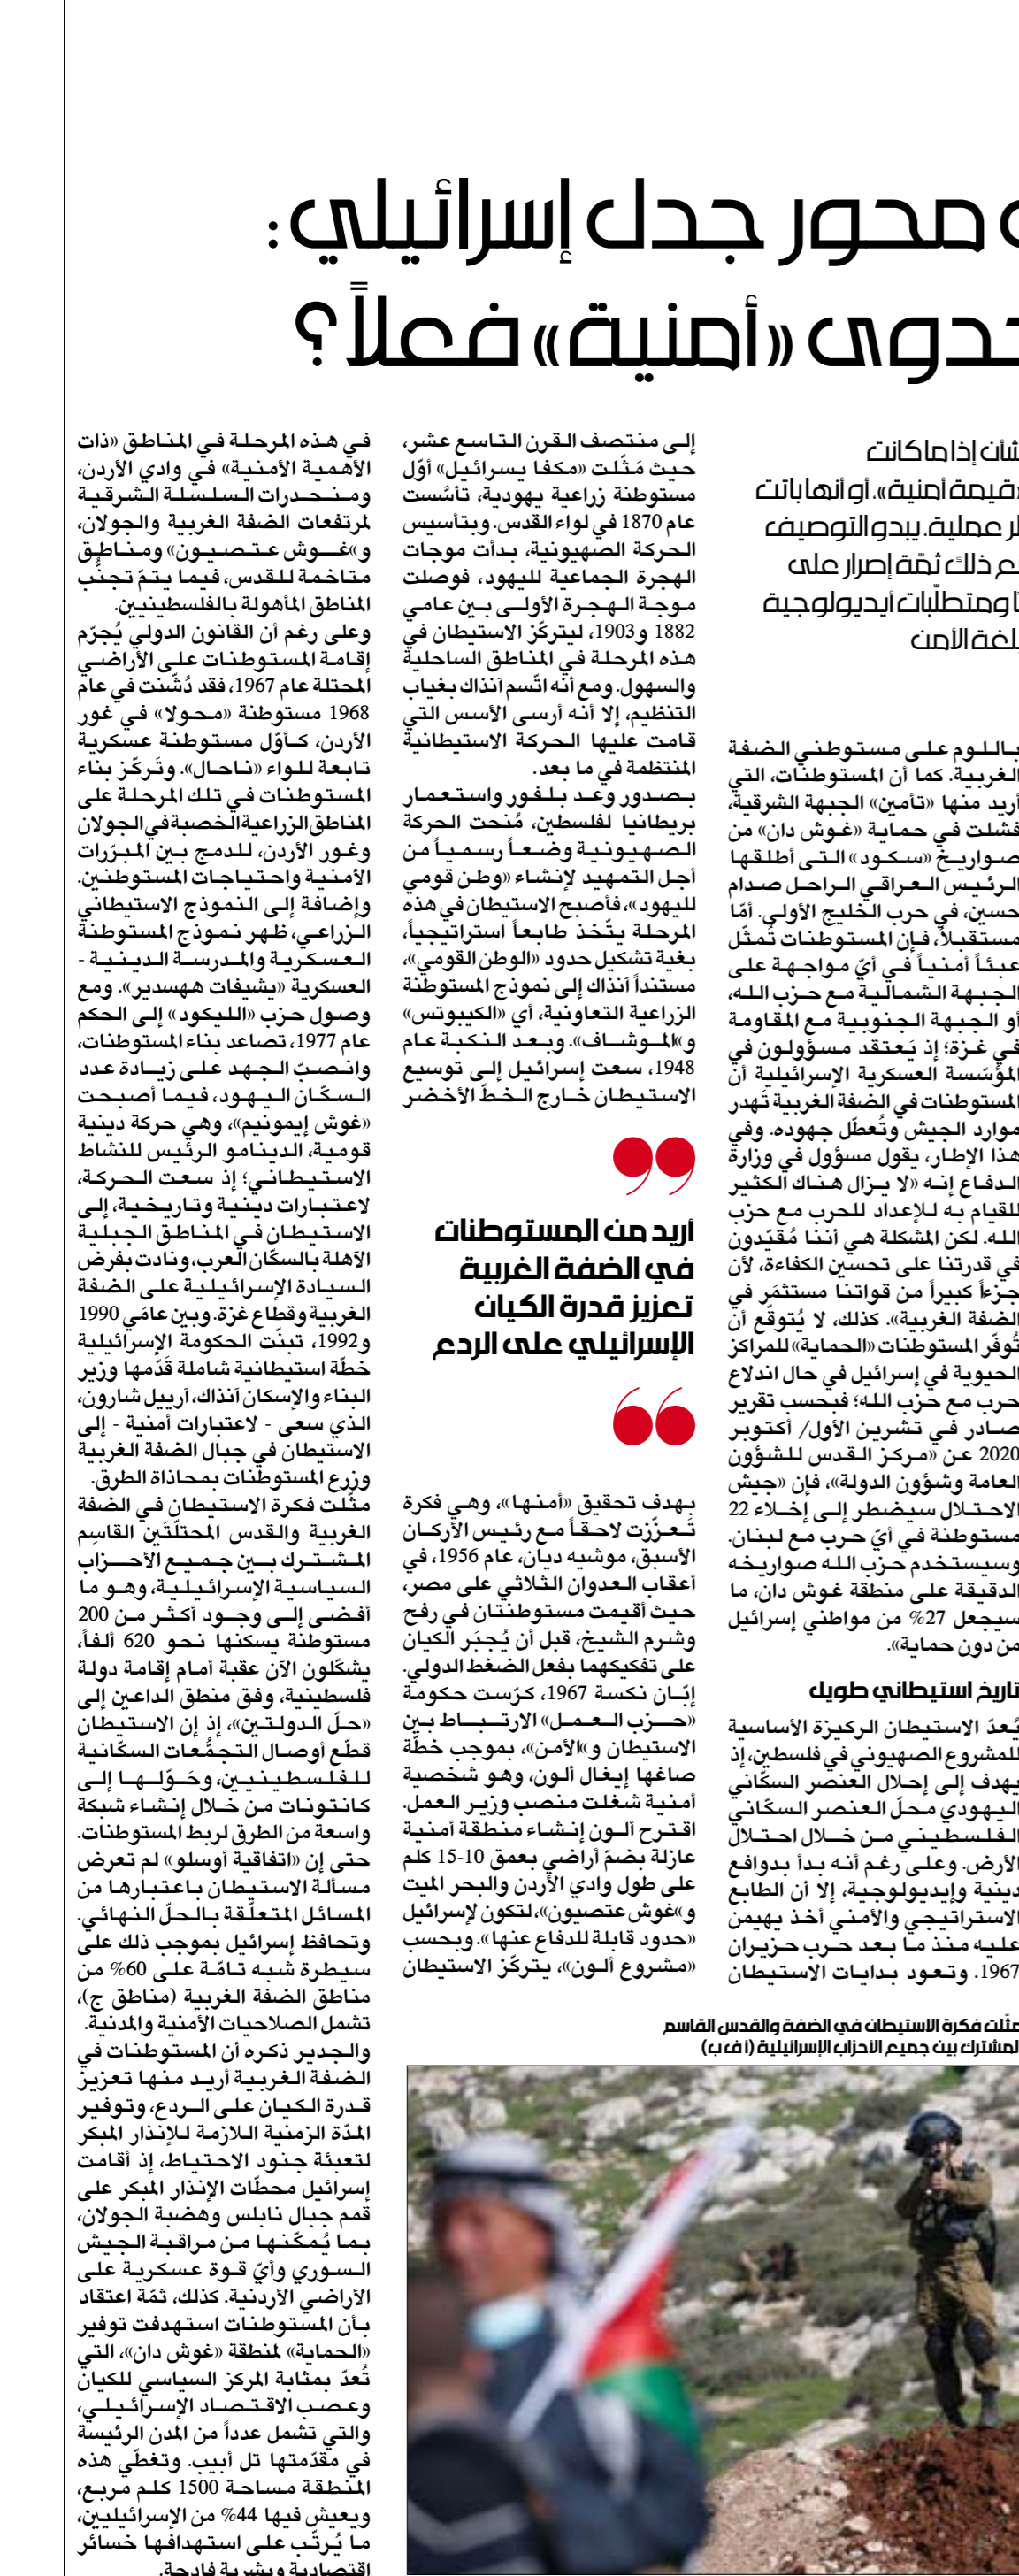 محور جدل إسرائيلي:
«أمنية» فعلاً؟
شأن إذا ما كانت
«قيمة أمنية». أو أنها باتت
عملية. يبدو التوصيف
ذلك ثمّة إصرار على
ومتطلّبات أيديولوجية
بلغة الأمن
بـالـلـوم عـلـى مستوطني الضفة
الغربية. كما أن المستوطنات، التي
أريد منها «تأمين» الجبهة الشرقية،
فشلت في حماية «غوش دان» من
صواريخ «سكود» التي أطلقها
الرئيس العراقي الراحل صدام
حسين، في حرب الخليج الأولى. أمّا
مستقبلاً، فإن المستوطنات تُمثّل
عبئاً أمنياً في أيّ مواجهة على
الجبهة الشمالية مع حزب الله،
أو الجبهة الجنوبية مع المقاومة
في غزة؛ إذ يَعتقد مسؤولون في
المؤسّسة العسكرية الإسرائيلية أن
المستوطنات في الضفة الغربية تَهدر
موارد الجيش وتُعطّل جهوده. وفي
هذا الإطار، يقول مسؤول في وزارة
الدفاع إنه «لا يزال هناك الكثير
للقيام به للإعداد للحرب مع حزب
الله. لكن المشكلة هي أننا مُقيّدون
في قدرتنا على تحسين الكفاءة، لأن
جزءاً كبيراً من قواتنا مستثمَر في
الضفة الغربية». كذلك، لا يُتوقّع أن
تُوفّر المستوطنات «الحماية» للمراكز
الحيوية في إسرائيل في حال اندلاع
حرب مع حزب الله؛ فبحسب تقرير
صادر في تشرين الأول/ أكتوبر
2020 عن «مركز القدس للشؤون
العامة وشؤون الدولة»، فإن «جيش
الاحتلال سيضطر إلى إخلاء 22
مستوطنة في أيّ حرب مع لبنان.
وسيستخدم حزب الله صواريخه
الدقيقة على منطقة غوش دان، ما
سيجعل 27% من مواطني إسرائيل
من دون حماية».
تاريخ استيطاني طويل
يُعدّ الاستيطان الركيزة الأساسية
للمشروع الصهيوني في فلسطين، إذ
يهدف إلى إحلال العنصر السكّاني
اليهودي محلّ العنصر السكّاني
الفلسطيني من خلال احتلال
الأرض. وعلى رغم أنه بدأ بدوافع
دينية وإيديولوجية، إلا أن الطابع
الاستراتيجي والأمني أخذ يهيمن
عليه منذ ما بعد حرب حزيران
1967. وتعود بدايات الاستيطان
إلى منتصف القرن التاسع عشر،
حيث مَثّلت «مكفا يسرائيل» أوّل
مستوطنة زراعية يهودية، تأسَّست
عام 1870 في لواء القدس. وبتأسيس
الحركة الصهيونية، بدأت موجات
الهجرة الجماعية لليهود، فوصلت
موجة الهجرة الأولى بين عامي
1882 و1903، ليتركّز الاستيطان في
هذه المرحلة في المناطق الساحلية
والسهول. ومع أنه اتّسم آنذاك بغياب
التنظيم، إلا أنه أرسى الأسس التي
قامت عليها الحركة الاستيطانية
المنتظمة في ما بعد.
بصدور وعد بلفور واستعمار
بريطانيا لفلسطين، مُنحت الحركة
الصهيونية وضعاً رسمياً من
أجل التمهيد لإنشاء «وطن قومي
لليهود»، فأصبح الاستيطان في هذه
المرحلة يتّخذ طابعاً استراتيجياً،
بغية تشكيل حدود «الوطن القومي»،
مستنداً آنذاك إلى نموذج المستوطنة
الزراعية التعاونية، أي «الكيبوتس»
و»الموشاف». وبعد النكبة عام
1948، سعت إسرائيل إلى توسيع
الاستيطان خارج الخطّ الأخضر
أريد من المستوطنات
في الضفة الغربية
تعزيز قدرة الكيان
الإسرائيلي على الردع
بهدف تحقيق «أمنها»، وهي فكرة
تَعزّزت لاحقاً مع رئيس الأركان
الأسبق، موشيه ديان، عام 1956، في
أعقاب العدوان الثلاثي على مصر،
حيث أقيمت مستوطنتان في رفح
وشرم الشيخ، قبل أن يُجبَر الكيان
على تفكيكهما بفعل الضغط الدولي.
إبّان نكسة 1967، كرّست حكومة
«حزب العمل» الارتباط بين
الاستيطان و»الأمن»، بموجب خطّة
صاغها إيغال ألون، وهو شخصية
أمنية شغلت منصب وزير العمل.
اقترح ألون إنشاء منطقة أمنية
عازلة بضمّ أراضي بعمق 10-15 كلم
على طول وادي الأردن والبحر الميت
و»غوش عتصيون»، لتكون لإسرائيل
«حدود قابلة للدفاع عنها». وبحسب
«مشروع ألون»، يتركّز الاستيطان
في هذه المرحلة في المناطق «ذات
الأهمية الأمنية» في وادي الأردن،
ومنحدرات السلسلة الشرقية
لمرتفعات الضفة الغربية والجولان،
و»غوش عتصيون» ومناطق
متاخمة للقدس، فيما يتمّ تجنُّب
المناطق المأهولة بالفلسطينيين.
وعلى رغم أن القانون الدولي يُجرّم
إقامة المستوطنات على الأراضي
المحتلة عام 1967، فقد دُشّنت في عام
1968 مستوطنة «محولا» في غور
الأردن، كأوّل مستوطنة عسكرية
تابعة للواء «ناحال». وتَركّز بناء
المستوطنات في تلك المرحلة على
المناطق الزراعية الخصبة في الجولان
وغور الأردن، للدمج بين المبرّرات
الأمنية واحتياجات المستوطنين.
وإضافة إلى النموذج الاستيطاني
الزراعي، ظهر نموذج المستوطنة
العسكرية والمدرسة الدينية -
العسكرية «يشيفات ههسدير». ومع
وصول حزب «الليكود» إلى الحكم
عام 1977، تصاعد بناء المستوطنات،
وانصبّ الجهد على زيادة عدد
السكّان اليهود، فيما أصبحت
«غوش إيمونيم»، وهي حركة دينية
قومية، الدينامو الرئيس للنشاط
الاستيطاني؛ إذ سعت الحركة،
لاعتبارات دينية وتاريخية، إلى
الاستيطان في المناطق الجبلية
الآهلة بالسكّان العرب، ونادت بفرض
السيادة الإسرائيلية على الضفة
الغربية وقطاع غزة. وبين عامَي 1990
و1992، تبنّت الحكومة الإسرائيلية
خطّة استيطانية شاملة قَدّمها وزير
البناء والإسكان آنذاك، أرييل شارون،
الذي سعى - لاعتبارات أمنية - إلى
الاستيطان في جبال الضفة الغربية
وزرع المستوطنات بمحاذاة الطرق.
مثّلت فكرة الاستيطان في الضفة
الغربية والقدس المحتلّتَين القاسِم
المشترك بين جميع الأحزاب
السياسية الإسرائيلية، وهو ما
أفضى إلى وجود أكثر من 200
مستوطنة يسكنها نحو 620 ألفاً،
يشكّلون الآن عقبة أمام إقامة دولة
فلسطينية، وفق منطق الداعين إلى
«حلّ الدولتين»، إذ إن الاستيطان
قطّع أوصال التجمُّعات السكّانية
للفلسطينيين، وحَوّلها إلى
كانتونات من خلال إنشاء شبكة
واسعة من الطرق لربط المستوطنات.
حتى إن «اتفاقية أوسلو» لم تعرض
مسألة الاستيطان باعتبارها من
المسائل المتعلّقة بالحلّ النهائي.
وتحافظ إسرائيل بموجب ذلك على
سيطرة شبه تامّة على 60% من
مناطق الضفة الغربية (مناطق ج)،
تشمل الصلاحيات الأمنية والمدنية.
والجدير ذكره أن المستوطنات في
الضفة الغربية أريد منها تعزيز
قدرة الكيان على الردع، وتوفير
المدّة الزمنية اللازمة للإنذار المبكر
لتعبئة جنود الاحتياط، إذ أقامت
إسرائيل محطّات الإنذار المبكر على
قمم جبال نابلس وهضبة الجولان،
بما يُمكّنها من مراقبة الجيش
السوري وأيّ قوة عسكرية على
الأراضي الأردنية. كذلك، ثمّة اعتقاد
بأن المستوطنات استهدفت توفير
«الحماية» لمنطقة «غوش دان»، التي
تُعدّ بمثابة المركز السياسي للكيان
وعصب الاقتصاد الإسرائيلي،
والتي تشمل عدداً من المدن الرئيسة
في مقدّمتها تل أبيب. وتغطّي هذه
المنطقة مساحة 1500 كلم مربع،
ويعيش فيها 44% من الإسرائيليين،
ما يُرتّب على استهدافها خسائر
اقتصادية وبشرية فادحة.
مثّلت فكرة الاستيطان في الضفة والقدس القاسِم
المشترك بين جميع الأحزاب الإسرائيلية (أ ف ب)